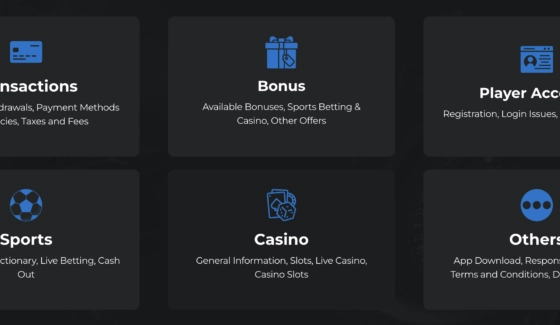 nsactions
Bonus
Player Acc
drawals, Payment Methods
cies, Taxes and Fees
Available Bonuses, Sports Betting &
Casino, Other Offers
Registration, Login Issues,
Sports
Casino
Others
ctionary, Live Betting, Cash
Out
General Information, Slots, Live Casino,
Casino Slots
App Download, Respon
Terms and Conditions, D